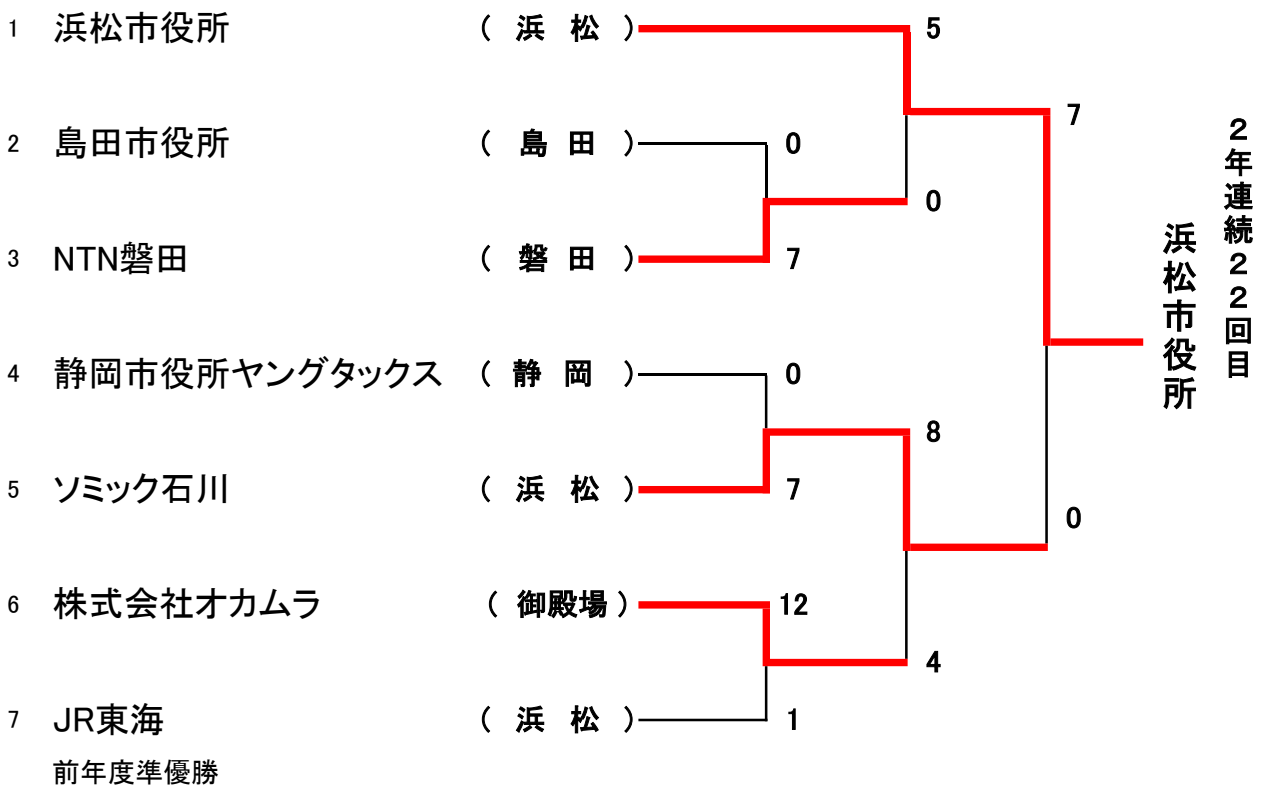 1 浜松市役所 ( 浜 松 ) 5
7
2 島田市役所 ( 島 田 ) 0
0
3 NTN磐田 ( 磐 田 ) 7
4 静岡市役所ヤングタックス ( 静 岡 ) 0
8
5 ソミック石川 ( 浜 松 ) 7
0
6 株式会社オカムラ ( 御殿場 ) 12
4
7 JR東海 ( 浜 松 ) 1
前年度準優勝
2年連続22回目
浜松市役所